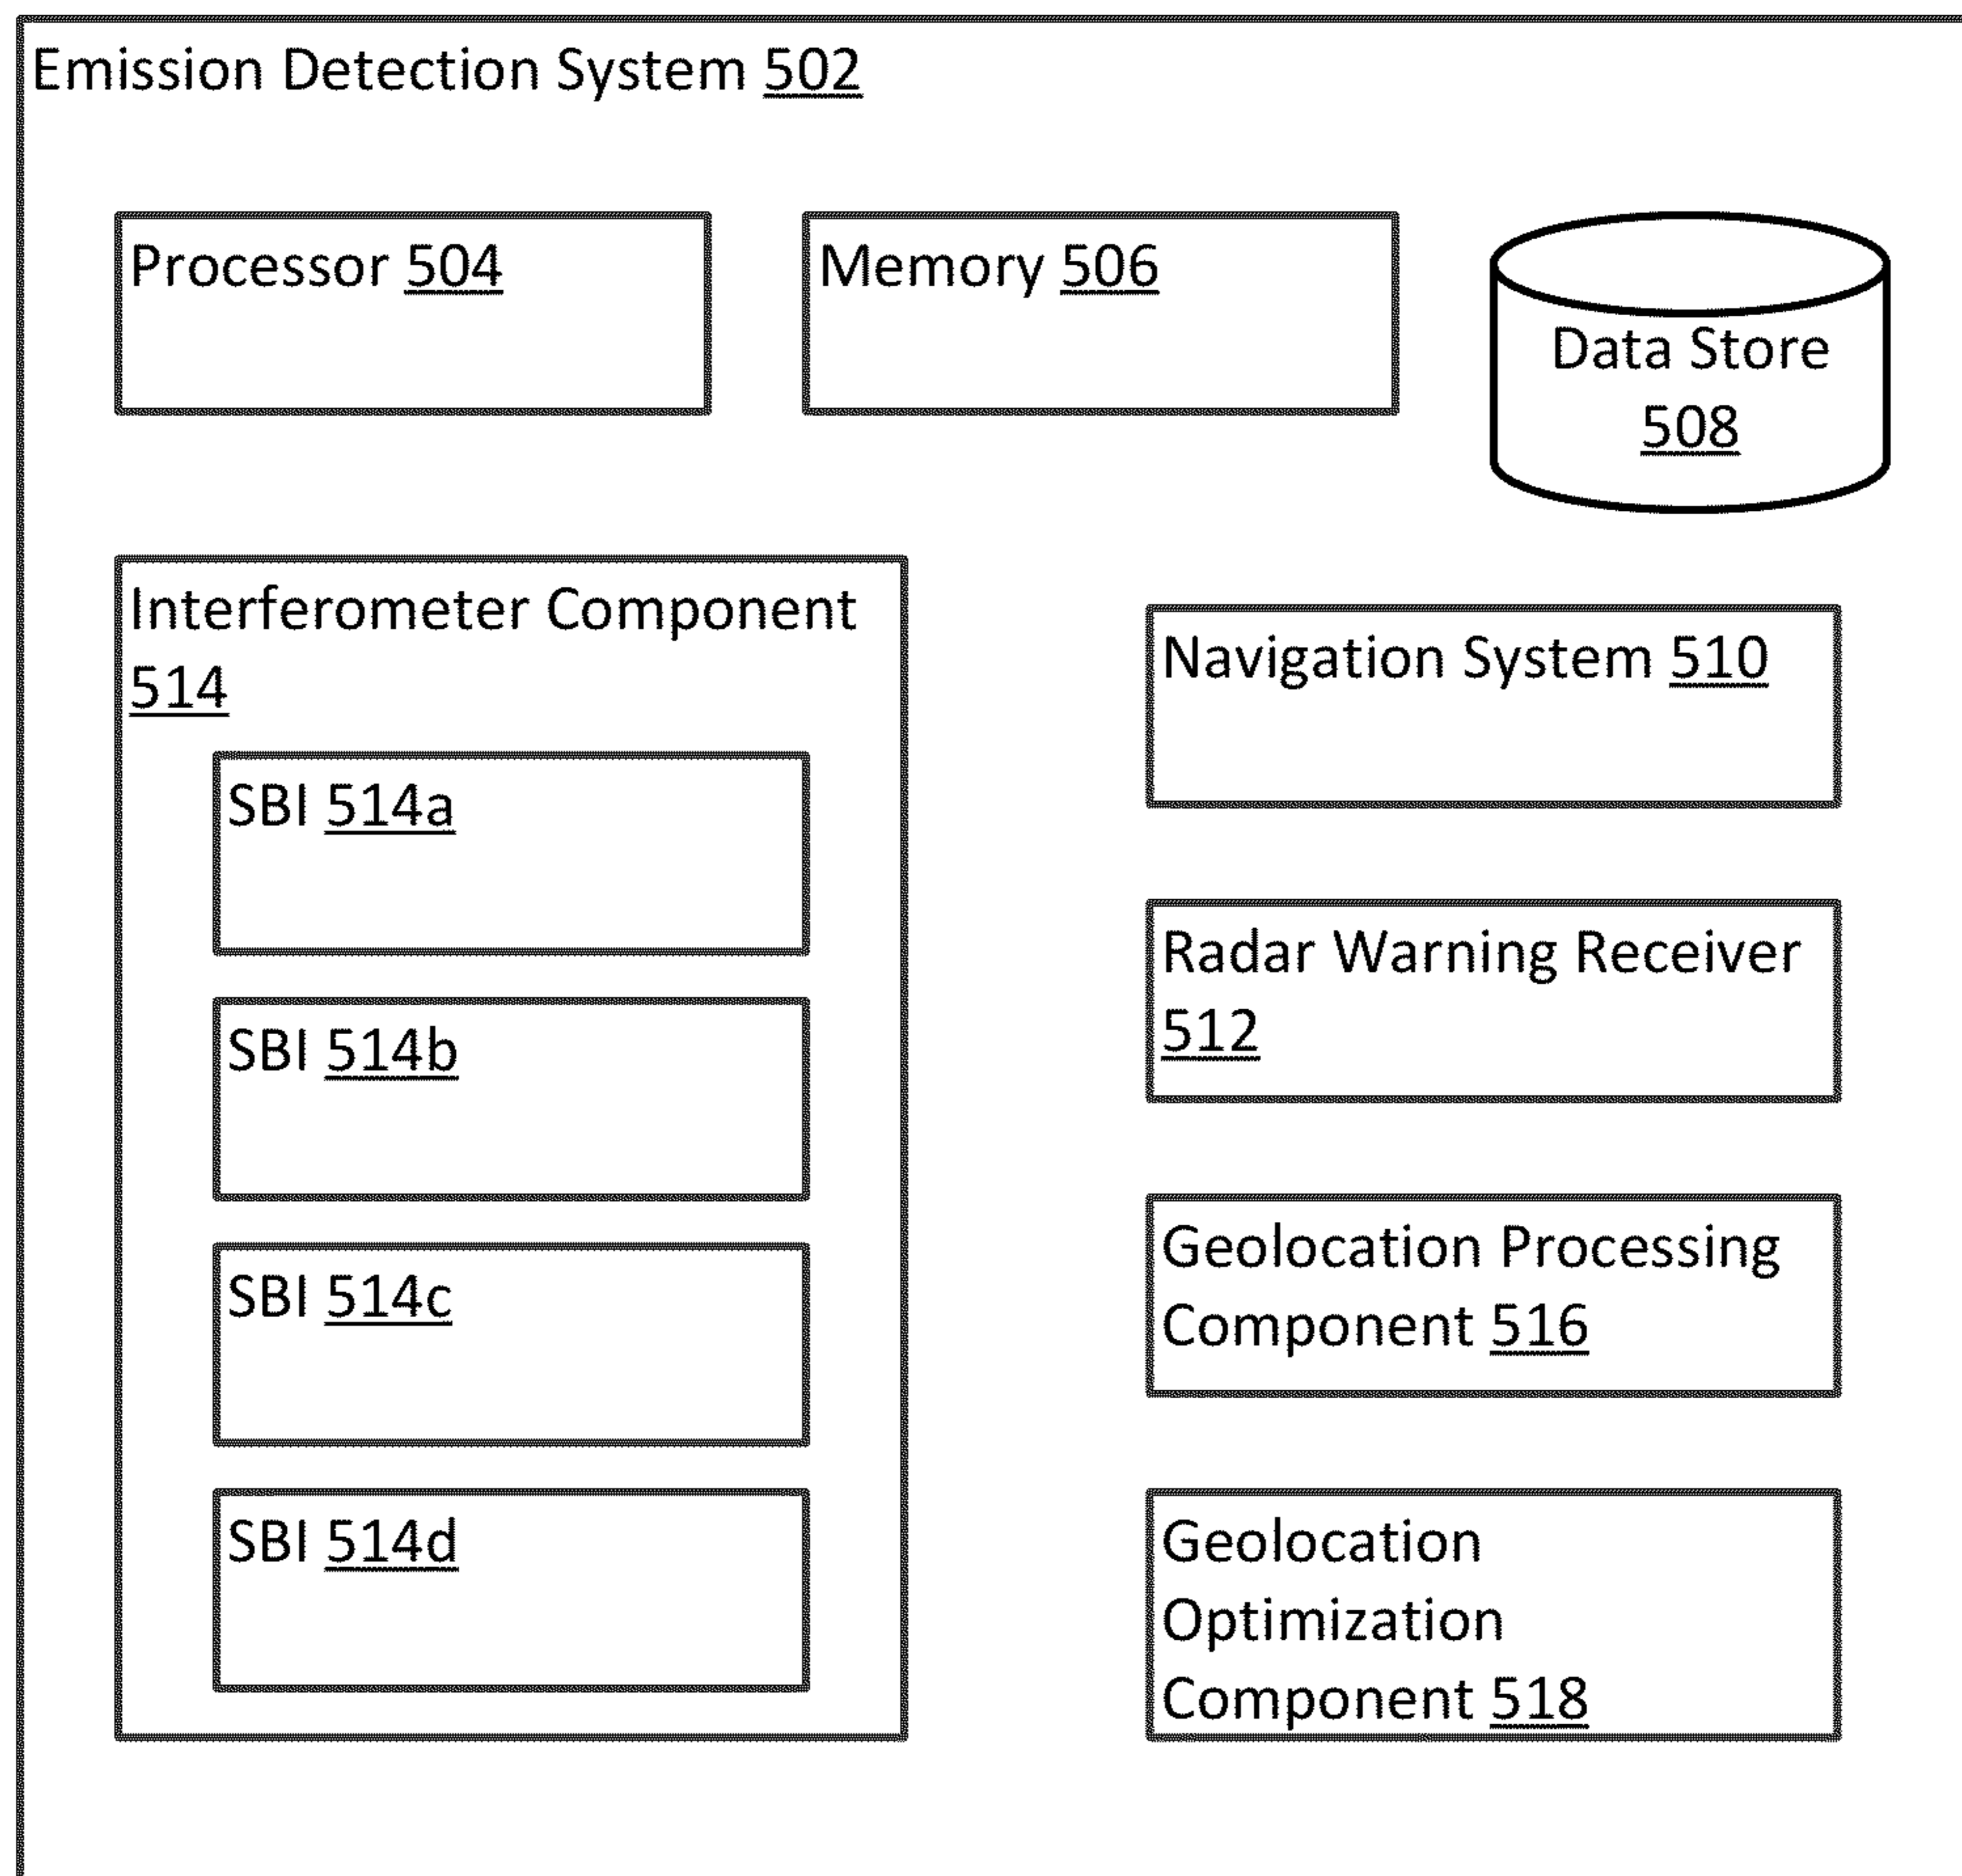 Emission Detection System 502
Processor 504
Memory 506
Data Store
508
Interferometer Component
514
SBI 514a
SBI 514b
SBI 514c
SBI 514d
Navigation System 510
Radar Warning Receiver
512
Geolocation Processing
Component 516
Geolocation
Optimization
Component 518